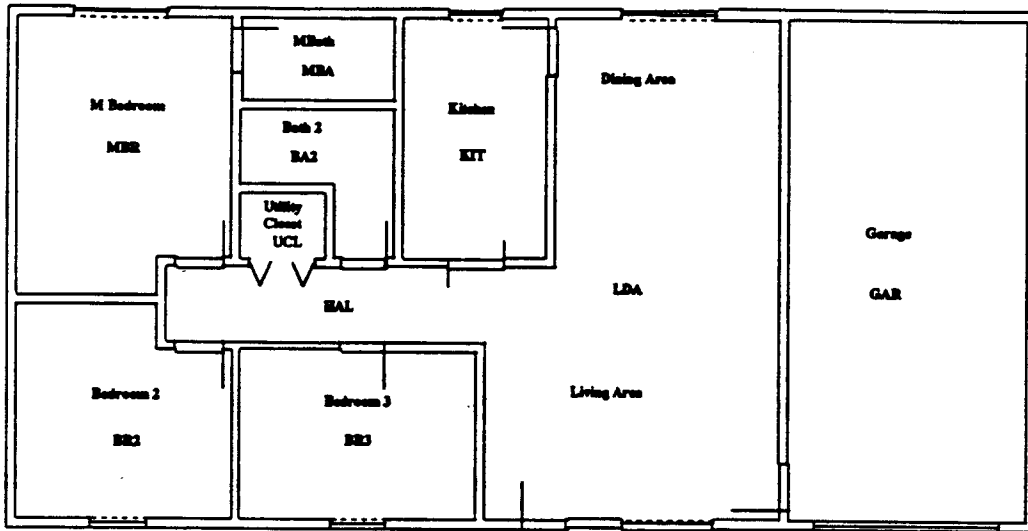 M Bedroom
MBR
MBath
MBA
Bath 2
BA2
Utility
Closet
UCL
Kitchen
KIT
Dining Area
Garage
GAR
HAL
LDA
Bedroom 2
BR2
Bedroom 3
BR3
Living Area